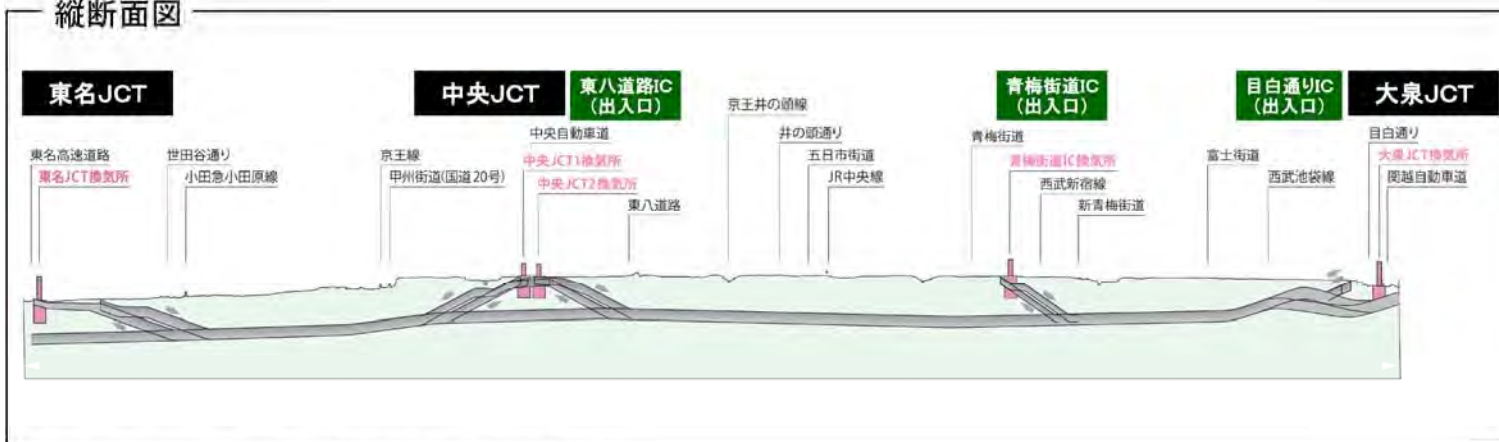 縦断面図
東名JCT
中央JCT
東八道路IC
(出入口)
青梅街道IC
(出入口)
目白通りIC
(出入口)
大泉JCT
東名高速道路
東名JCT換気所
世田谷通り
小田急小田原線
京王線
甲州街道(国道20号)
中央自動車道
中央JCT1換気所
中央JCT2換気所
東八道路
京王井の頭線
井の頭通り
五日市街道
JR中央線
青梅街道
青梅街道IC換気所
西武新宿線
新青梅街道
富士街道
西武池袋線
目白通り
大泉JCT換気所
関越自動車道